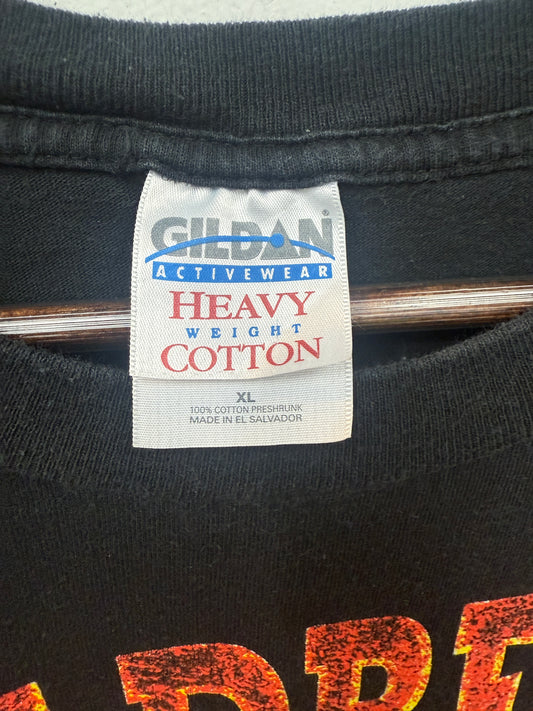 GILDAN®
ACTIVEWEAR
HEAVY
WEIGHT
COTTON
XL
100% COTTON PRESHRUNK
MADE IN EL SALVADOR